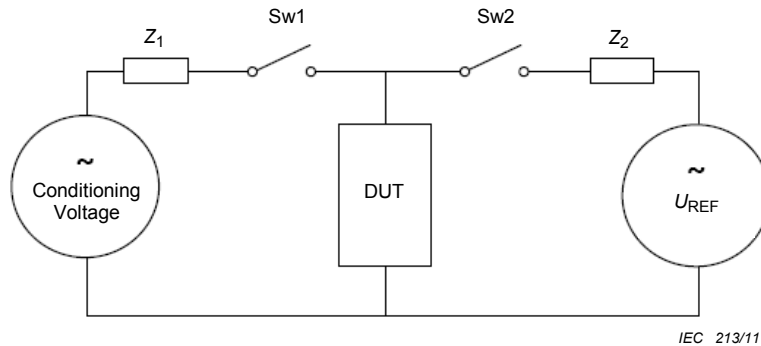 Sw1
Sw2
Z1
Z2
~
Conditioning
Voltage
DUT
~
UREF
IEC 213/11